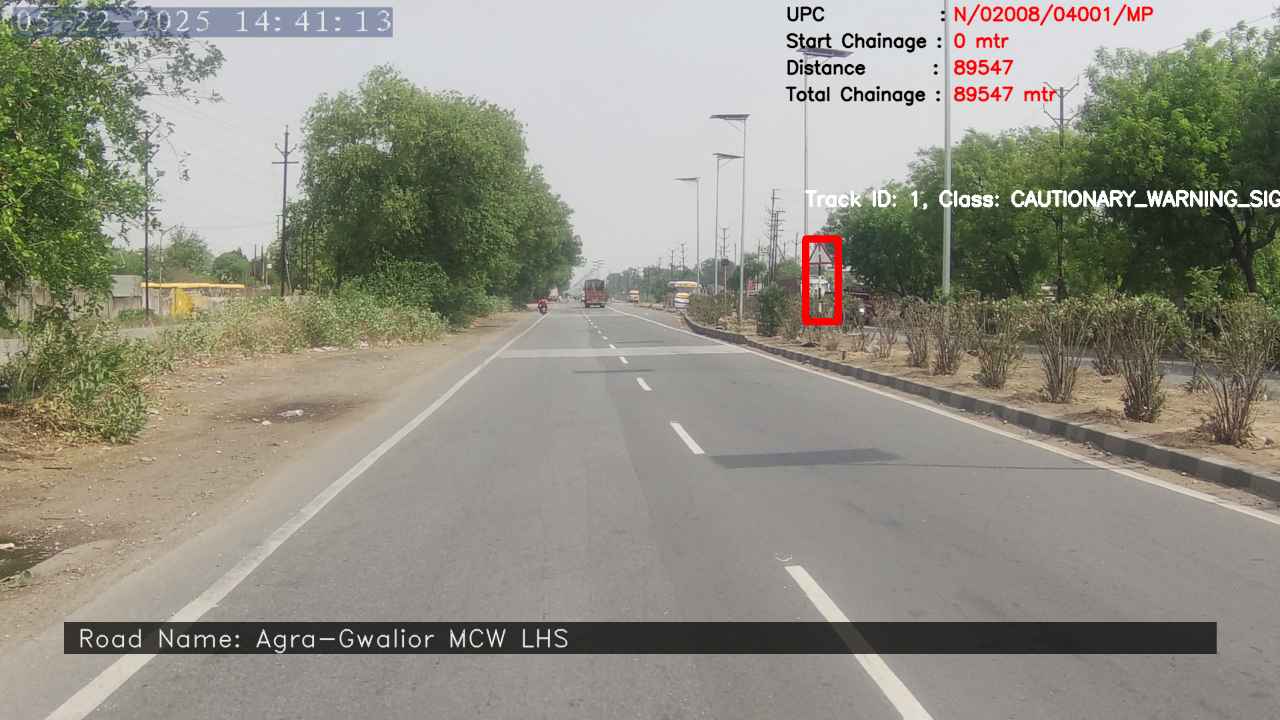 05-22-2025 14:41:13
UPC : N/02008/04001/MP
Start Chainage : 0 mtr
Distance : 89547
Total Chainage : 89547 mtr
Track ID: 1, Class: CAUTIONARY_WARNING_SIG
Road Name: Agra-Gwalior MCW LHS